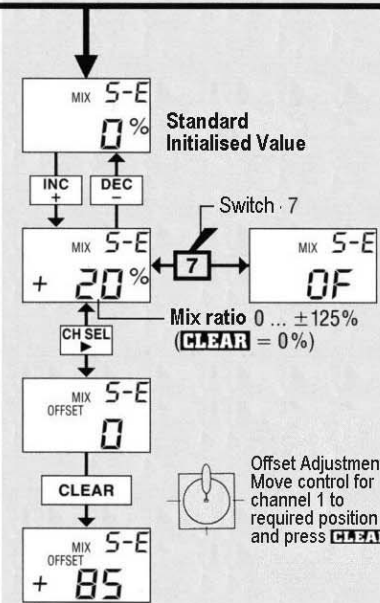 MIX S-E
0%
Standard
Initialised Value
INC
+
DEC
−
Switch · 7
MIX S-E
+ 20%
7
MIX S-E
OF
Mix ratio 0 ... ±125%
(CLEAR = 0%)
CH SEL
▶
MIX S-E
OFFSET
0
CLEAR
Offset Adjustmen
Move control for
channel 1 to
required position
and press CLEA
MIX S-E
OFFSET
+ 85